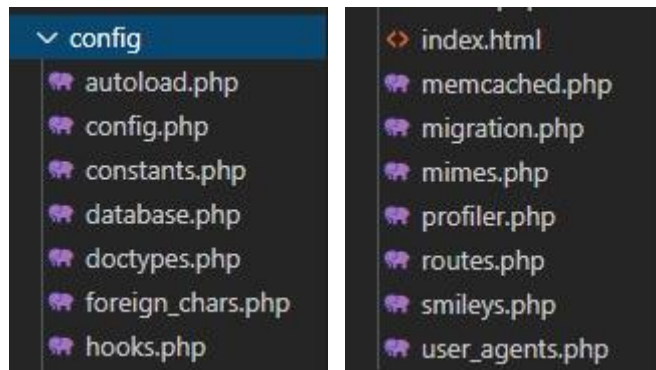 config
autoload.php
config.php
constants.php
database.php
doctypes.php
foreign_chars.php
hooks.php
index.html
memcached.php
migration.php
mimes.php
profiler.php
routes.php
smileys.php
user_agents.php